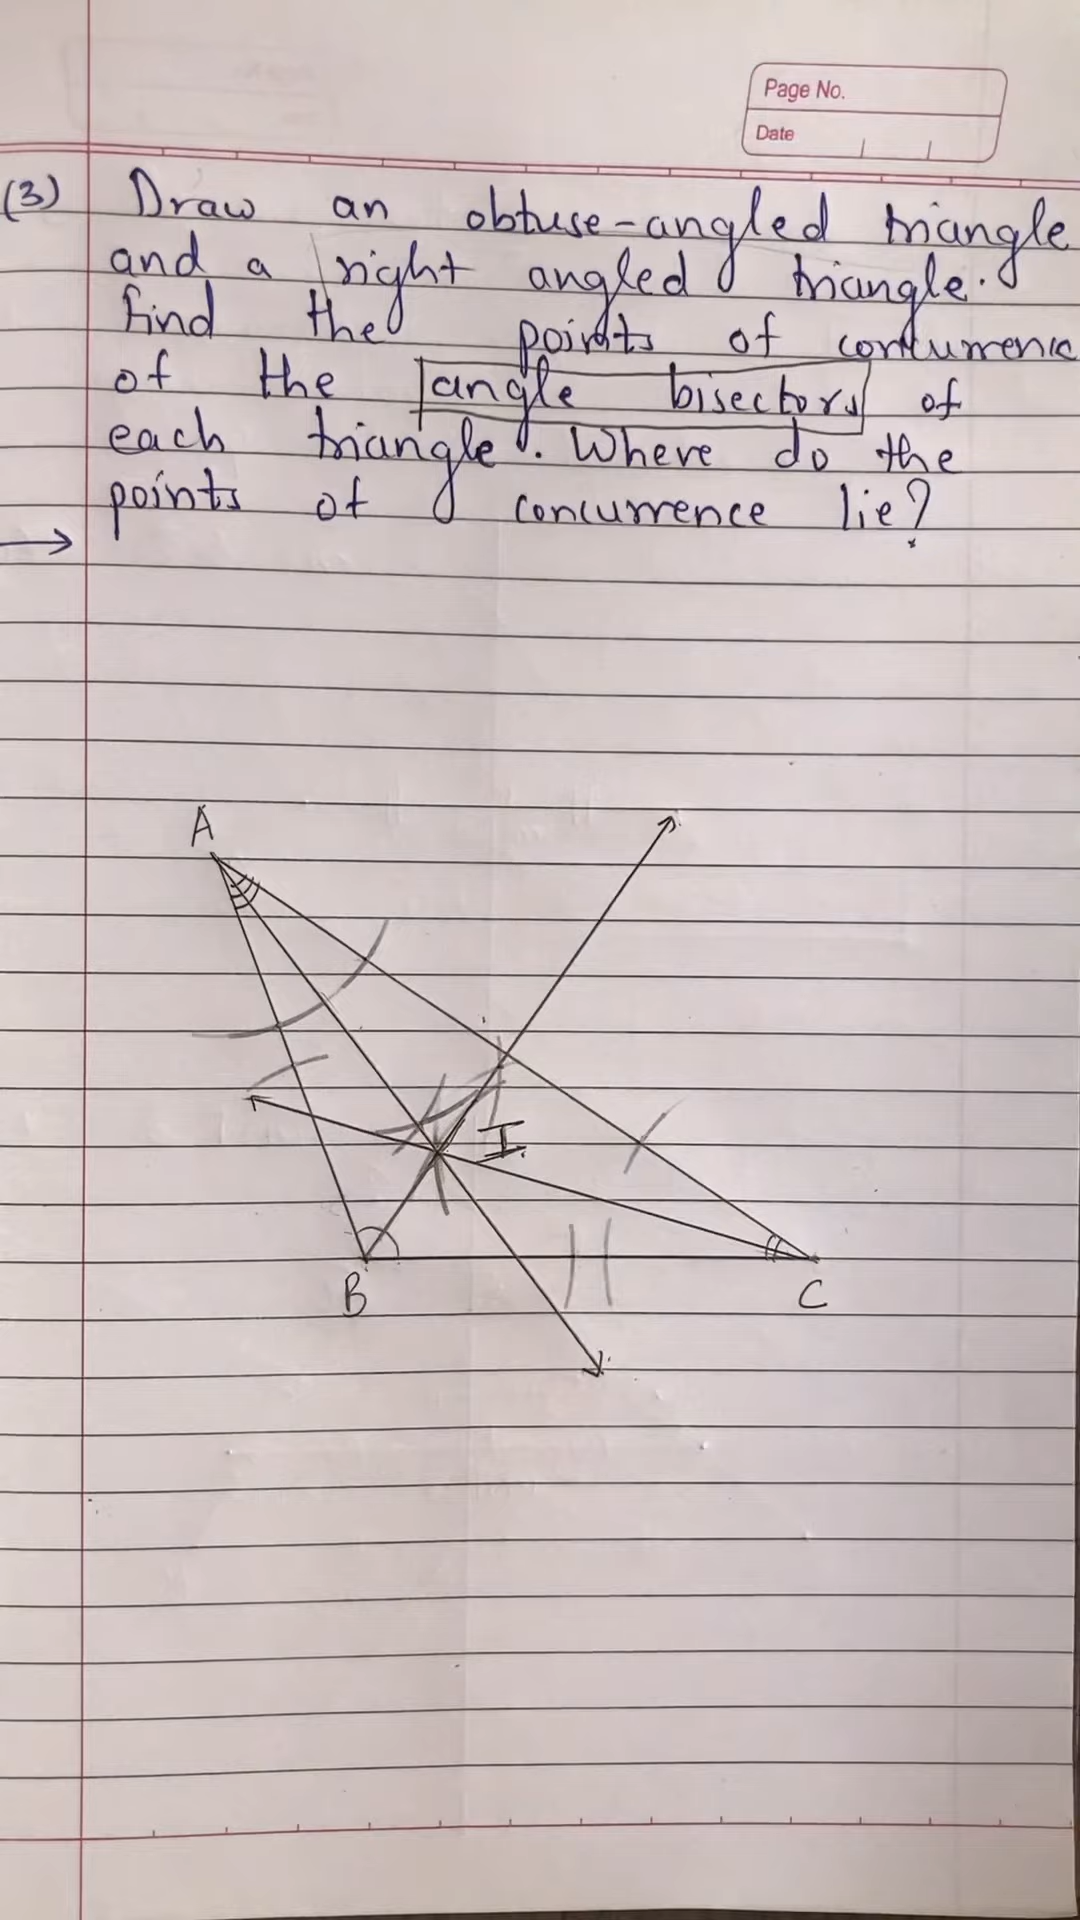 Page No.
Date
(3) Draw an obtuse-angled triangle
and a right angled triangle.
find the points of concurrenc
of the angle bisectors of
each triangle. Where do the
points of concurrence lie?
A
I
B
C